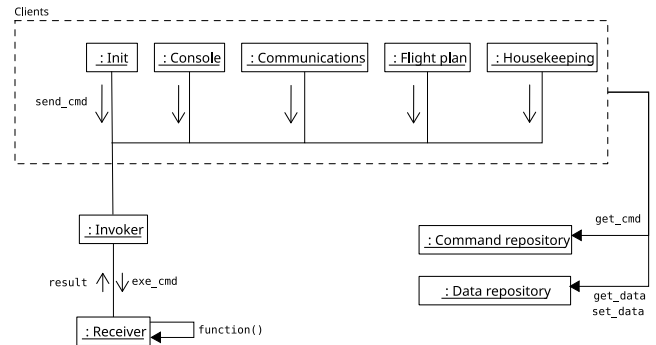 Clients
: Init
: Console
: Communications
: Flight plan
: Housekeeping
send_cmd
: Invoker
get_cmd
: Command repository
result
exe_cmd
: Data repository
get_data
set_data
: Receiver
function()